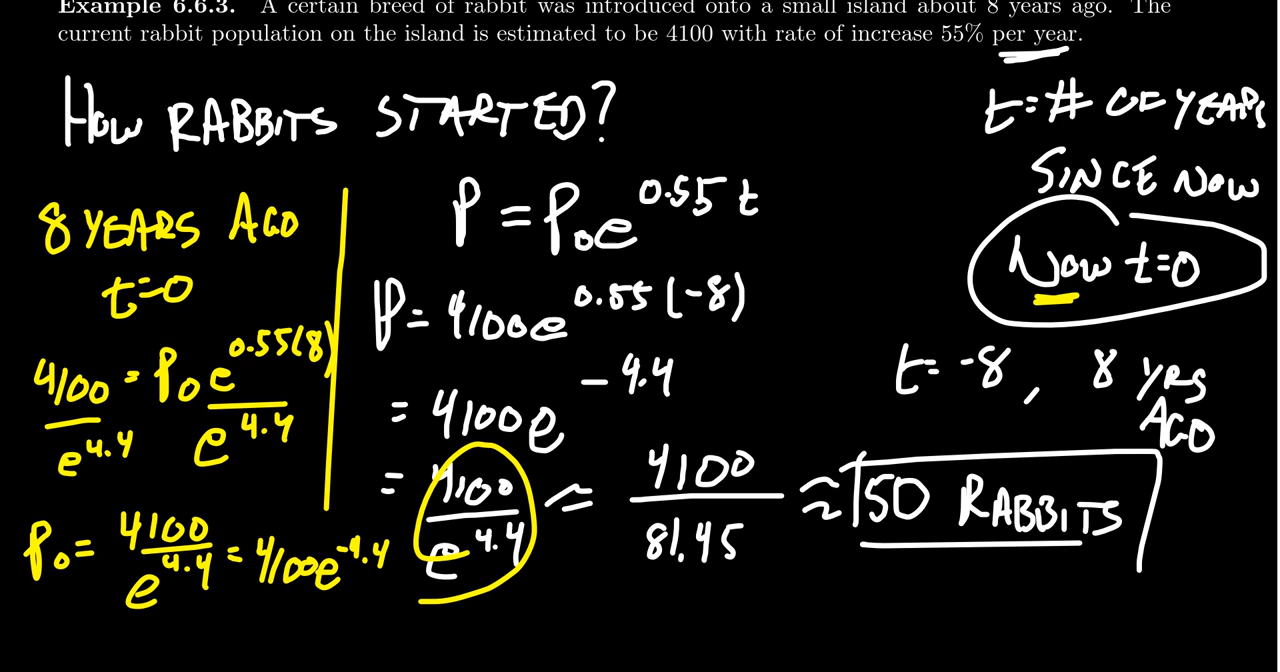 Example 6.6.3. A certain breed of rabbit was introduced onto a small island about 8 years ago. The
current rabbit population on the island is estimated to be 4100 with rate of increase 55% per year.
HOW RABBITS STARTED?
t = # OF YEARS
SINCE NOW
NOW t=0
t= -8, 8 YRS
AGO
8 YEARS AGO
t=0
4100/e^4.4 = P₀e^0.55(8)/e^4.4
P₀= 4100/e^4.4 = 4100e^-4.4
P = P₀e^0.55t
P= 4100e^0.55(-8)
= 4100e^-4.4
= 4100/e^4.4 ≈ 4100/81.45 ≈ 50 RABBITS